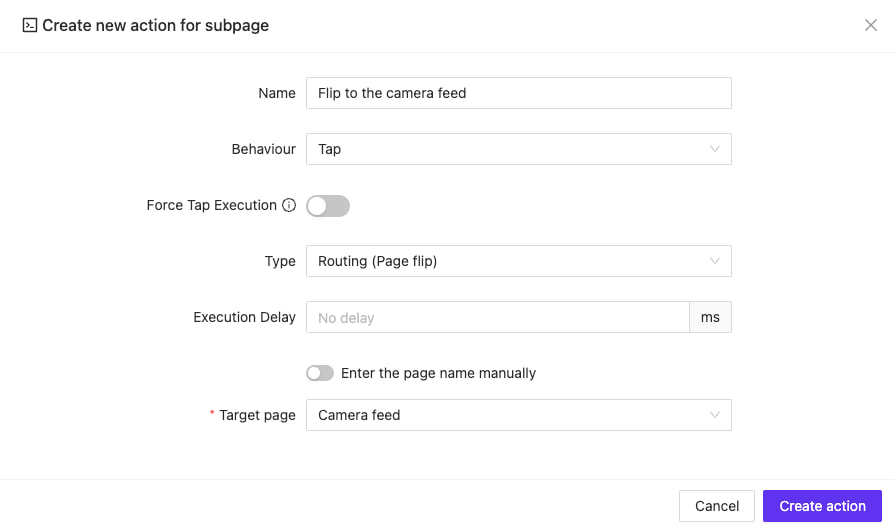 Create new action for subpage
Name Flip to the camera feed
Behaviour Tap
Force Tap Execution
Type Routing (Page flip)
Execution Delay No delay ms
Enter the page name manually
* Target page Camera feed
Cancel Create action